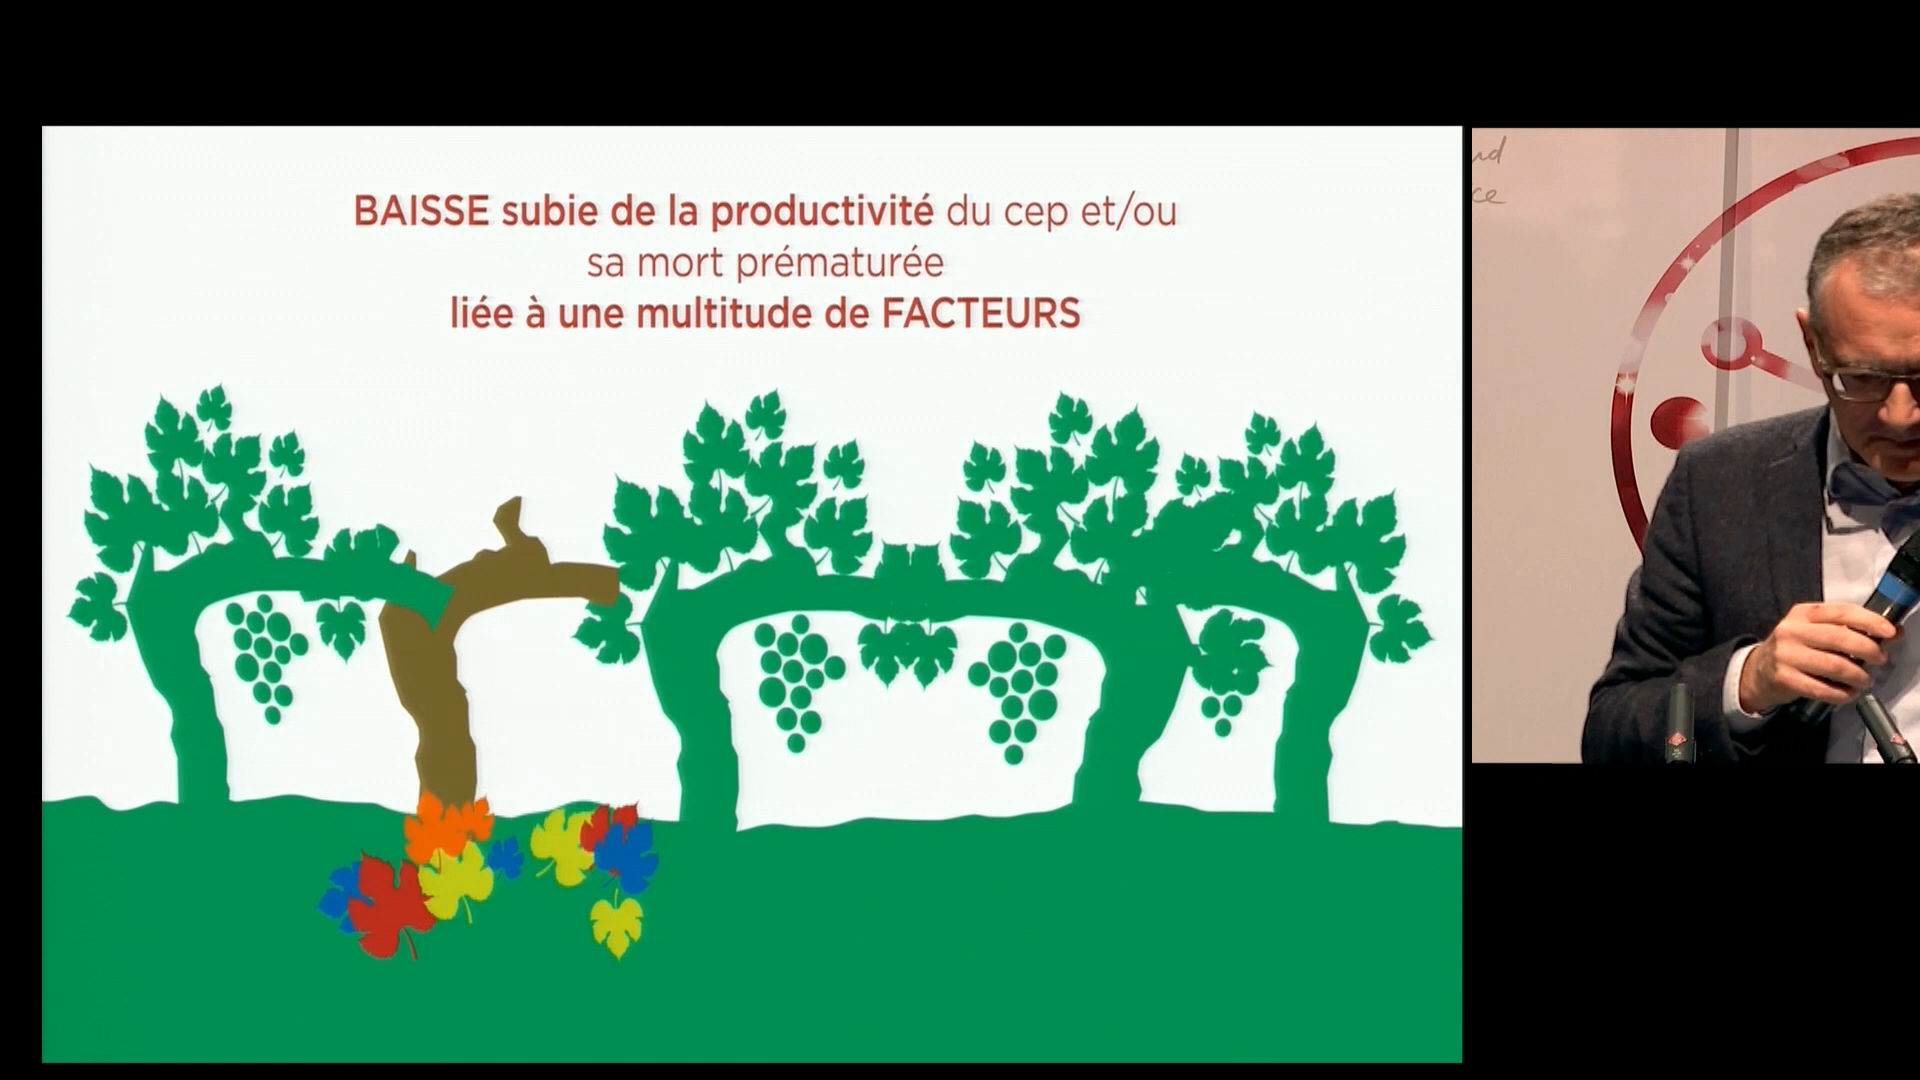 BAISSE subie de la productivité du cep et/ou
sa mort prématurée
liée à une multitude de FACTEURS